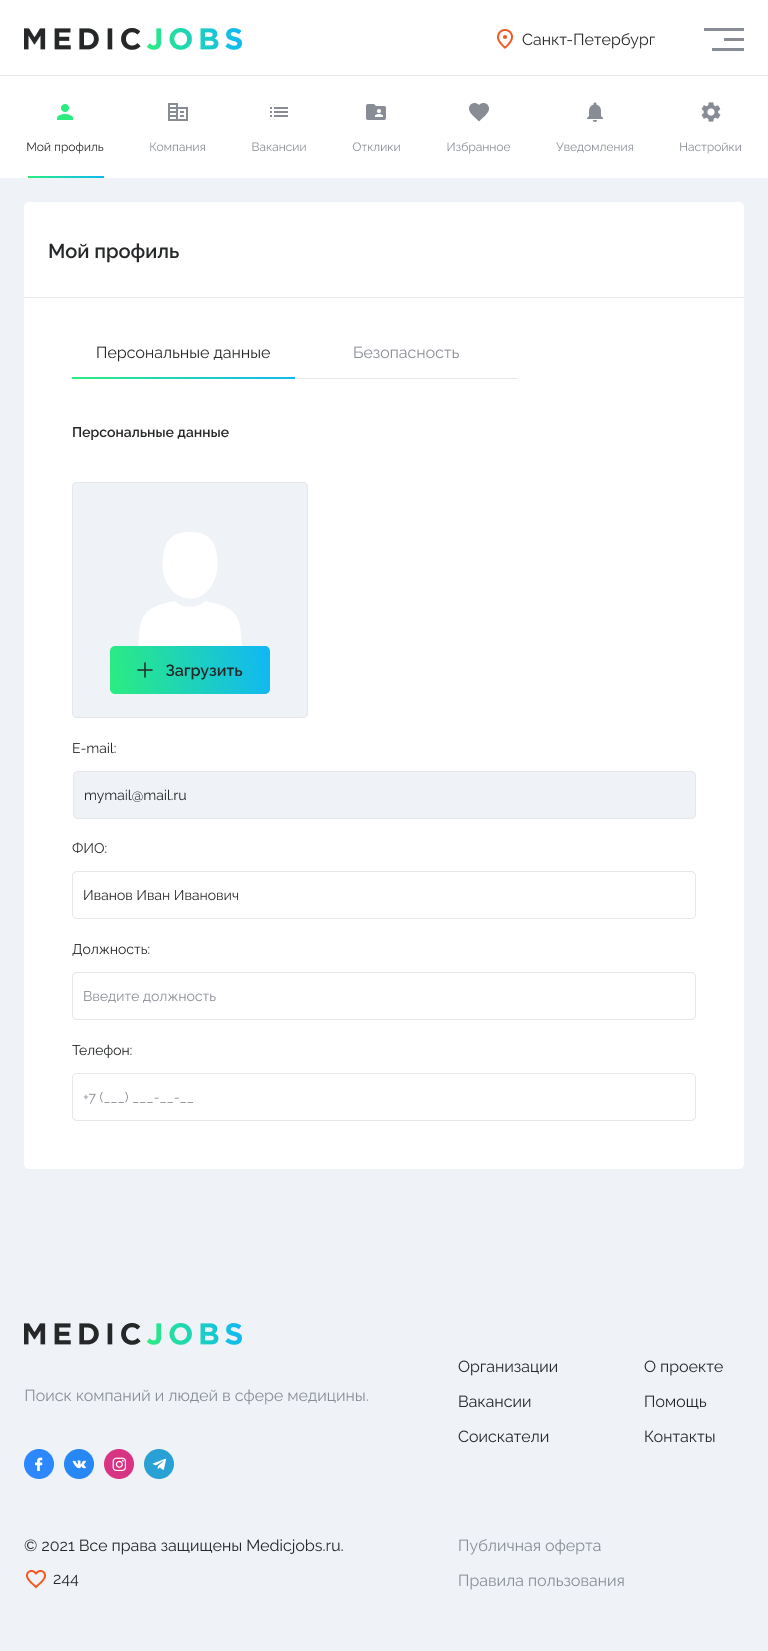 MEDICJOBS
Санкт-Петербург
Мой профиль
Компания
Вакансии
Отклики
Избранное
Уведомления
Настройки
Мой профиль
Персональные данные
Безопасность
Персональные данные
Загрузить
E-mail:
mymail@mail.ru
ФИО:
Иванов Иван Иванович
Должность:
Введите должность
Телефон:
+7 (___) ___-__-__
MEDICJOBS
Поиск компаний и людей в сфере медицины.
Организации
Вакансии
Соискатели
О проекте
Помощь
Контакты
© 2021 Все права защищены Medicjobs.ru.
244
Публичная оферта
Правила пользования